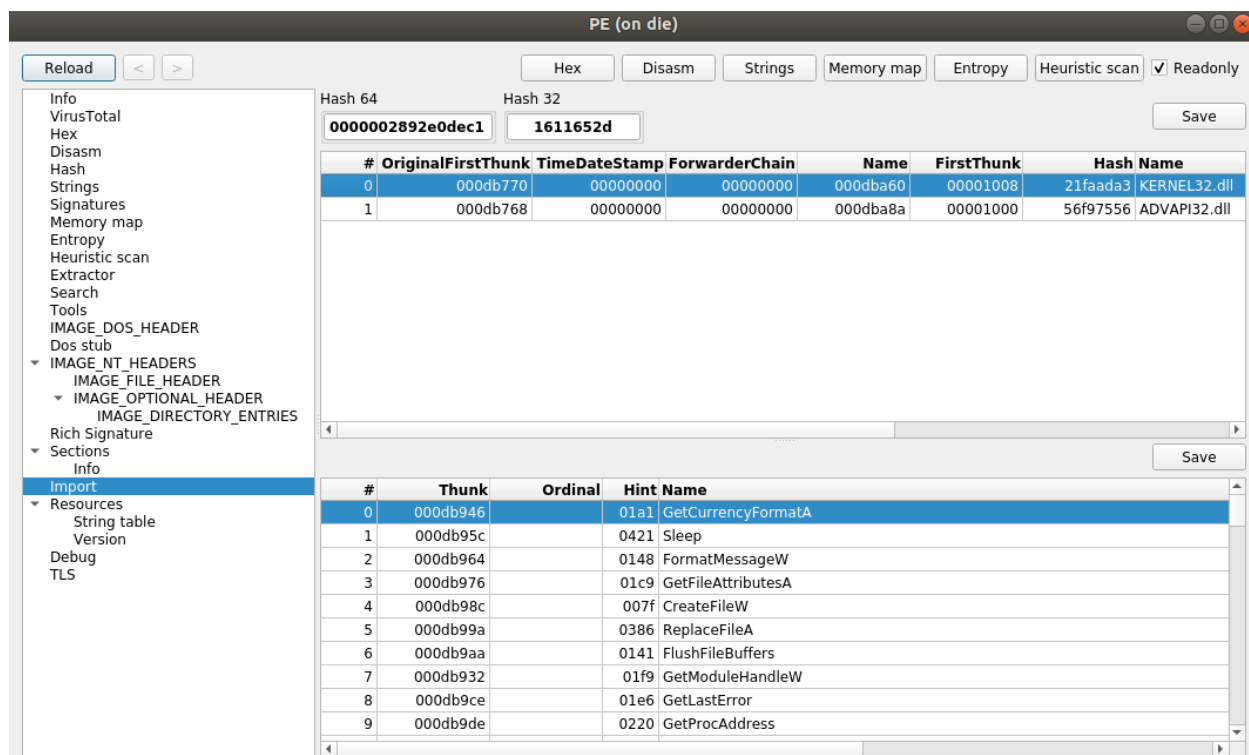 PE (on die)
Reload < > Hex Disasm Strings Memory map Entropy Heuristic scan Readonly
Info
VirusTotal
Hex
Disasm
Hash
Strings
Signatures
Memory map
Entropy
Heuristic scan
Extractor
Search
Tools
IMAGE_DOS_HEADER
Dos stub
IMAGE_NT_HEADERS
IMAGE_FILE_HEADER
IMAGE_OPTIONAL_HEADER
IMAGE_DIRECTORY_ENTRIES
Rich Signature
Sections
Info
Import
Resources
String table
Version
Debug
TLS
Hash 64 Hash 32
0000002892e0dec1 1611652d
Save
# OriginalFirstThunk TimeDateStamp ForwarderChain Name FirstThunk Hash Name
0 000db770 00000000 00000000 000dba60 00001008 21faada3 KERNEL32.dll
1 000db768 00000000 00000000 000dba8a 00001000 56f97556 ADVAPI32.dll
Save
# Thunk Ordinal Hint Name
0 000db946 01a1 GetCurrencyFormatA
1 000db95c 0421 Sleep
2 000db964 0148 FormatMessageW
3 000db976 01c9 GetFileAttributesA
4 000db98c 007f CreateFileW
5 000db99a 0386 ReplaceFileA
6 000db9aa 0141 FlushFileBuffers
7 000db932 01f9 GetModuleHandleW
8 000db9ce 01e6 GetLastError
9 000db9de 0220 GetProcAddress